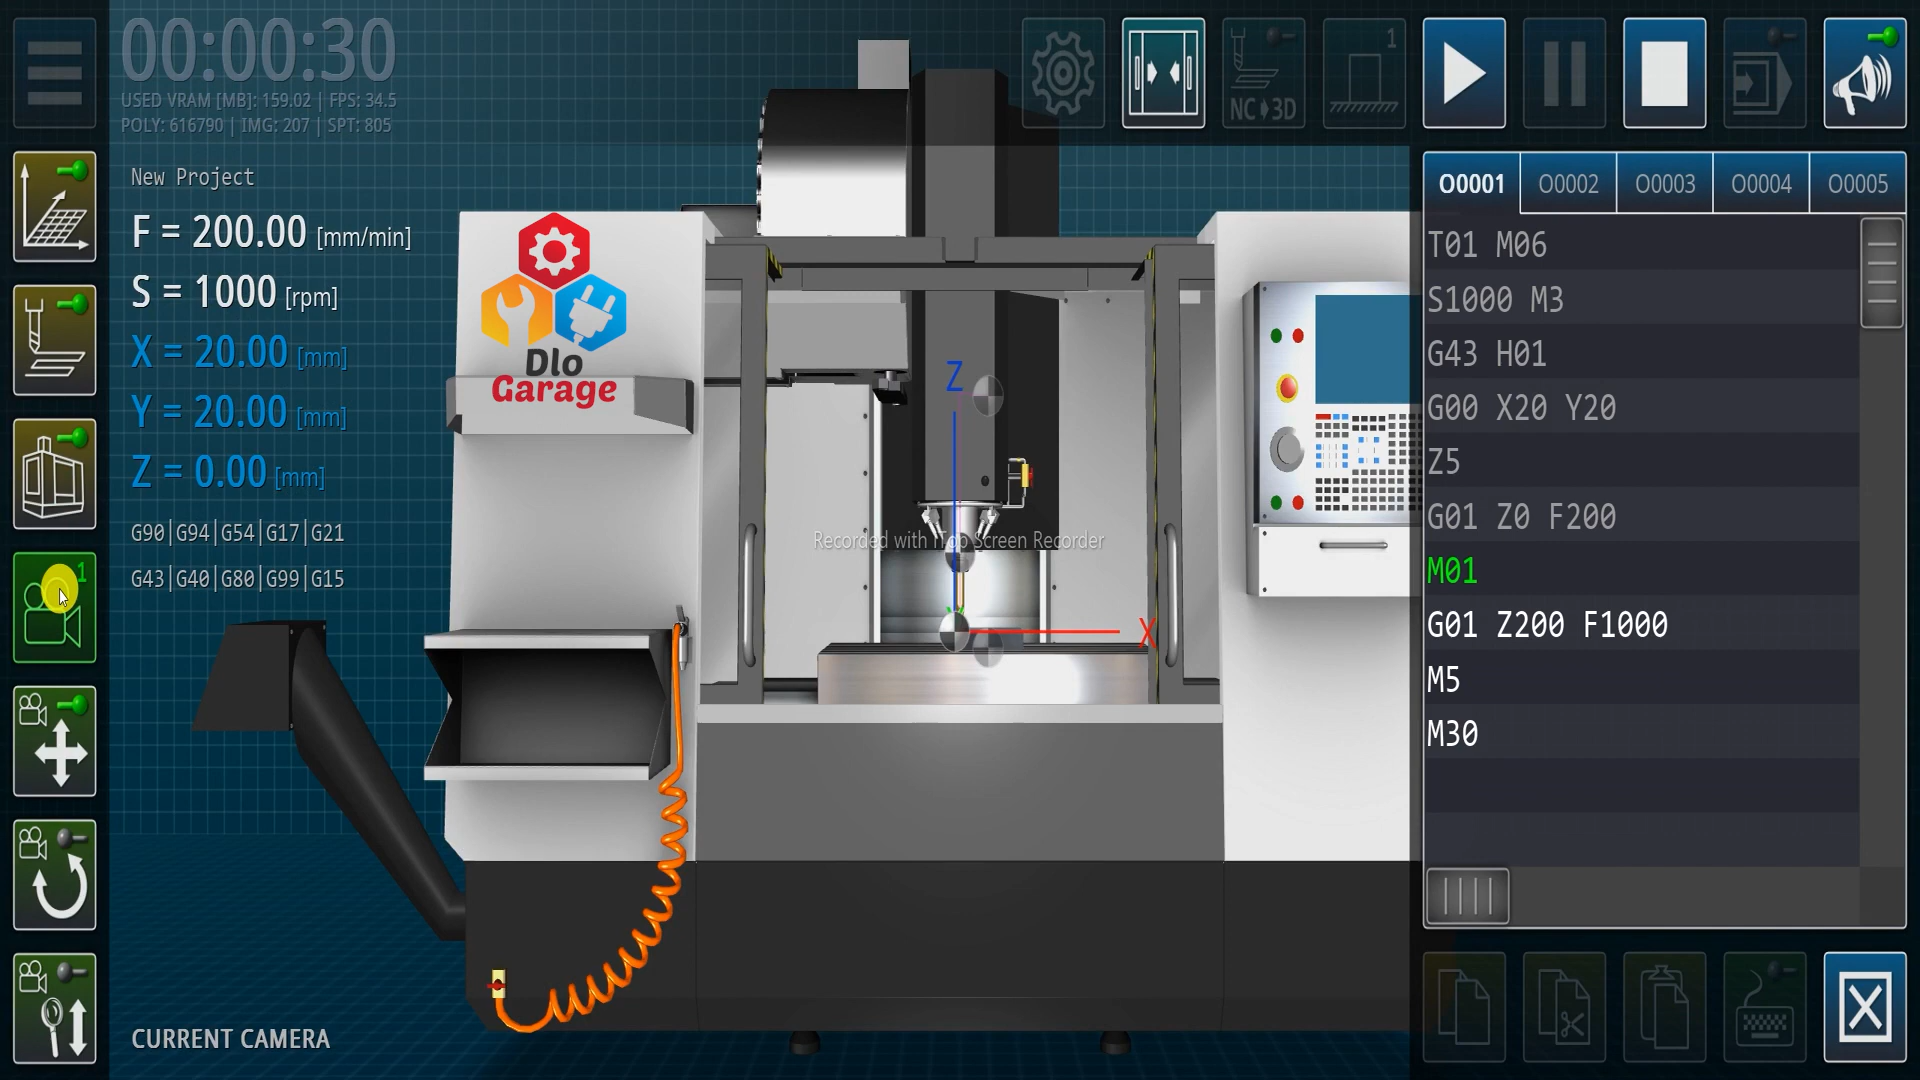 00:00:30
USED VRAM [MB]: 159.02 | FPS: 34.5
POLY: 616790 | IMG: 207 | SPT: 805
New Project
F = 200.00 [mm/min]
S = 1000 [rpm]
X = 20.00 [mm]
Y = 20.00 [mm]
Z = 0.00 [mm]
G90|G94|G54|G17|G21
G43|G40|G80|G99|G15
1
CURRENT CAMERA
Dlo
Garage
Z
X
Recorded with iTop Screen Recorder
NC 3D
1
O0001 O0002 O0003 O0004 O0005
T01 M06
S1000 M3
G43 H01
G00 X20 Y20
Z5
G01 Z0 F200
M01
G01 Z200 F1000
M5
M30